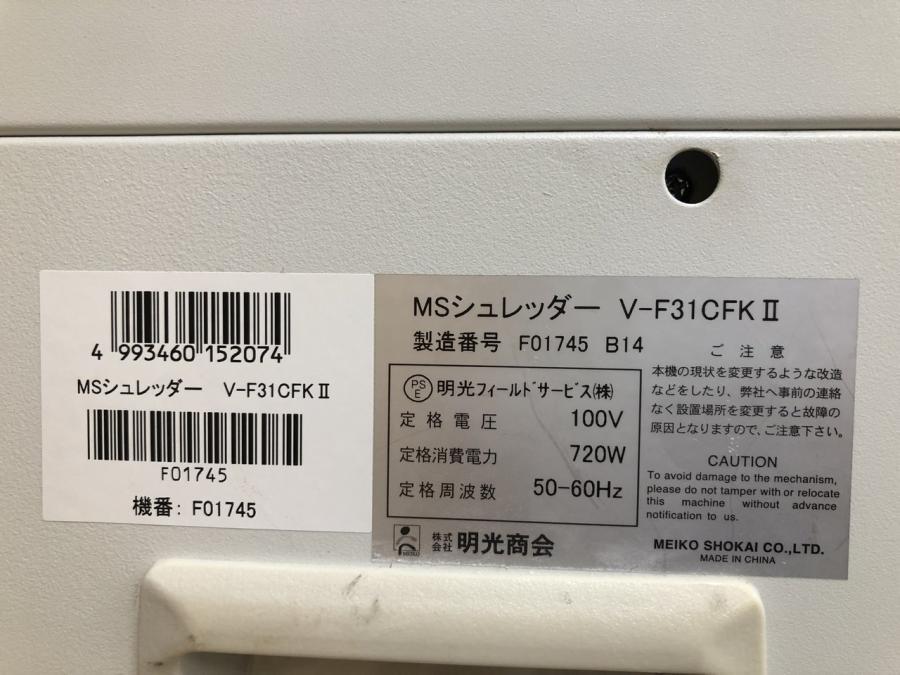 4 993460 152074
MSシュレッダー V-F31CFKⅡ
F01745
機番: F01745
MSシュレッダー V-F31CFKⅡ
製造番号 F01745 B14
PSE 明光フィールドサービス(株)
定格電圧 100V
定格消費電力 720W
定格周波数 50-60Hz
株式会社 明光商会
ご注意
本機の現状を変更するような改造
などをしたり、弊社へ事前の連絡
なく設置場所を変更すると故障の
原因となりますので、ご注意下さい。
CAUTION
To avoid damage to the mechanism,
please do not tamper with or relocate
this machine without advance
notification to us.
MEIKO SHOKAI CO.,LTD.
MADE IN CHINA